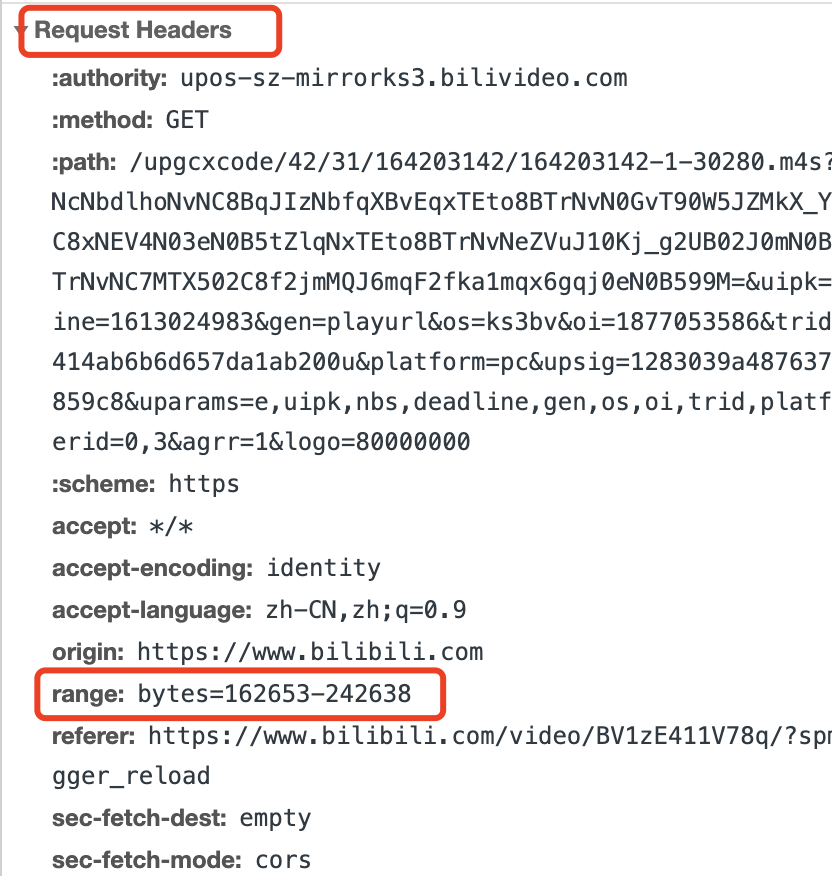 Request Headers
:authority: upos-sz-mirrorks3.bilivideo.com
:method: GET
:path: /upgcxcode/42/31/164203142/164203142-1-30280.m4s?
NcNbdlhoNvNC8BqJIzNbfqXBvEqxTEto8BTrNvN0GvT90W5JZMkX_Y
C8xNEV4N03eN0B5tZlqNxTEto8BTrNvNeZVuJ10Kj_g2UB02J0mN0B
TrNvNC7MTX502C8f2jmMQJ6mqF2fka1mqx6gqj0eN0B599M=&uipk=
ine=1613024983&gen=playurl&os=ks3bv&oi=1877053586&trid
414ab6b6d657da1ab200u&platform=pc&upsig=1283039a487637
859c8&uparams=e,uipk,nbs,deadline,gen,os,oi,trid,platf
erid=0,3&agrr=1&logo=80000000
:scheme: https
accept: */*
accept-encoding: identity
accept-language: zh-CN,zh;q=0.9
origin: https://www.bilibili.com
range: bytes=162653-242638
referer: https://www.bilibili.com/video/BV1zE411V78q/?spm
gger_reload
sec-fetch-dest: empty
sec-fetch-mode: cors